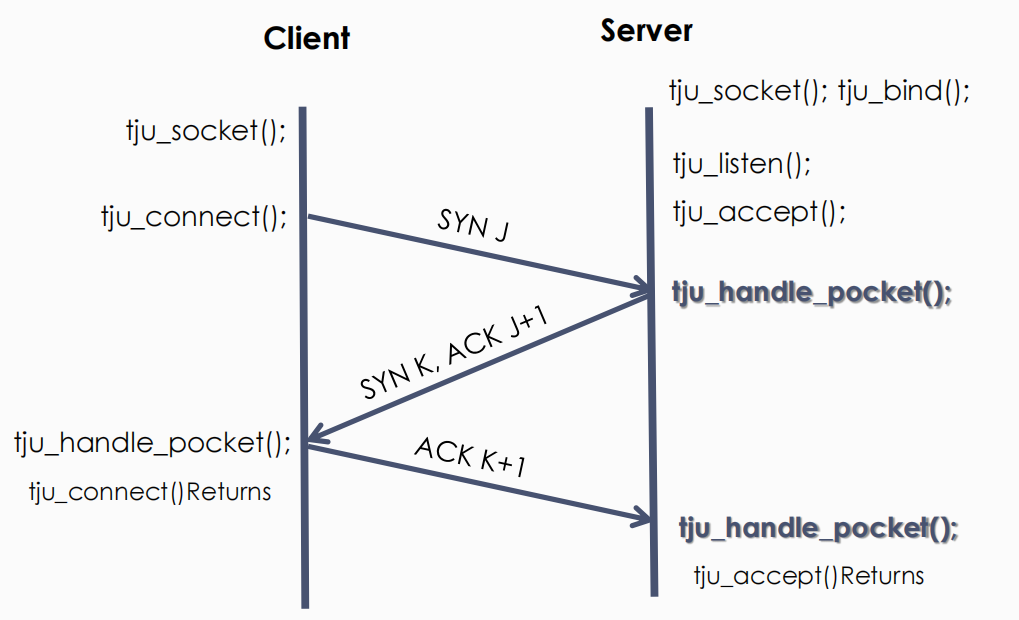 Client
Server
tju_socket(); tju_bind();
tju_socket();
tju_listen();
tju_connect();
tju_accept();
SYN J
tju_handle_pocket();
SYN K, ACK J+1
tju_handle_pocket();
ACK K+1
tju_connect()Returns
tju_handle_pocket();
tju_accept()Returns